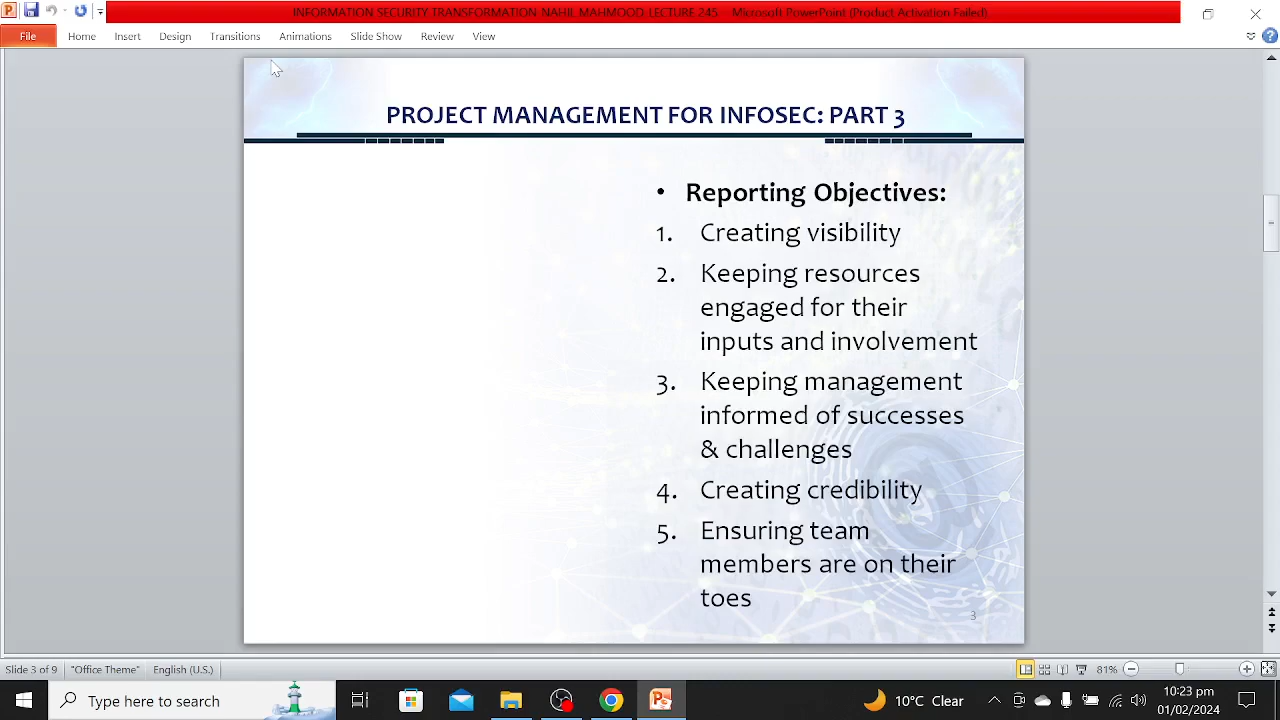 INFORMATION SECURITY TRANSFORMATION-NAHIL MAHMOOD-LECTURE 245 - Microsoft PowerPoint (Product Activation Failed)
File Home Insert Design Transitions Animations Slide Show Review View
PROJECT MANAGEMENT FOR INFOSEC: PART 3
• Reporting Objectives:
1. Creating visibility
2. Keeping resources
engaged for their
inputs and involvement
3. Keeping management
informed of successes
& challenges
4. Creating credibility
5. Ensuring team
members are on their
toes
3
Slide 3 of 9 "Office Theme" English (U.S.) 81%
Type here to search 10°C Clear 10:23 pm
01/02/2024